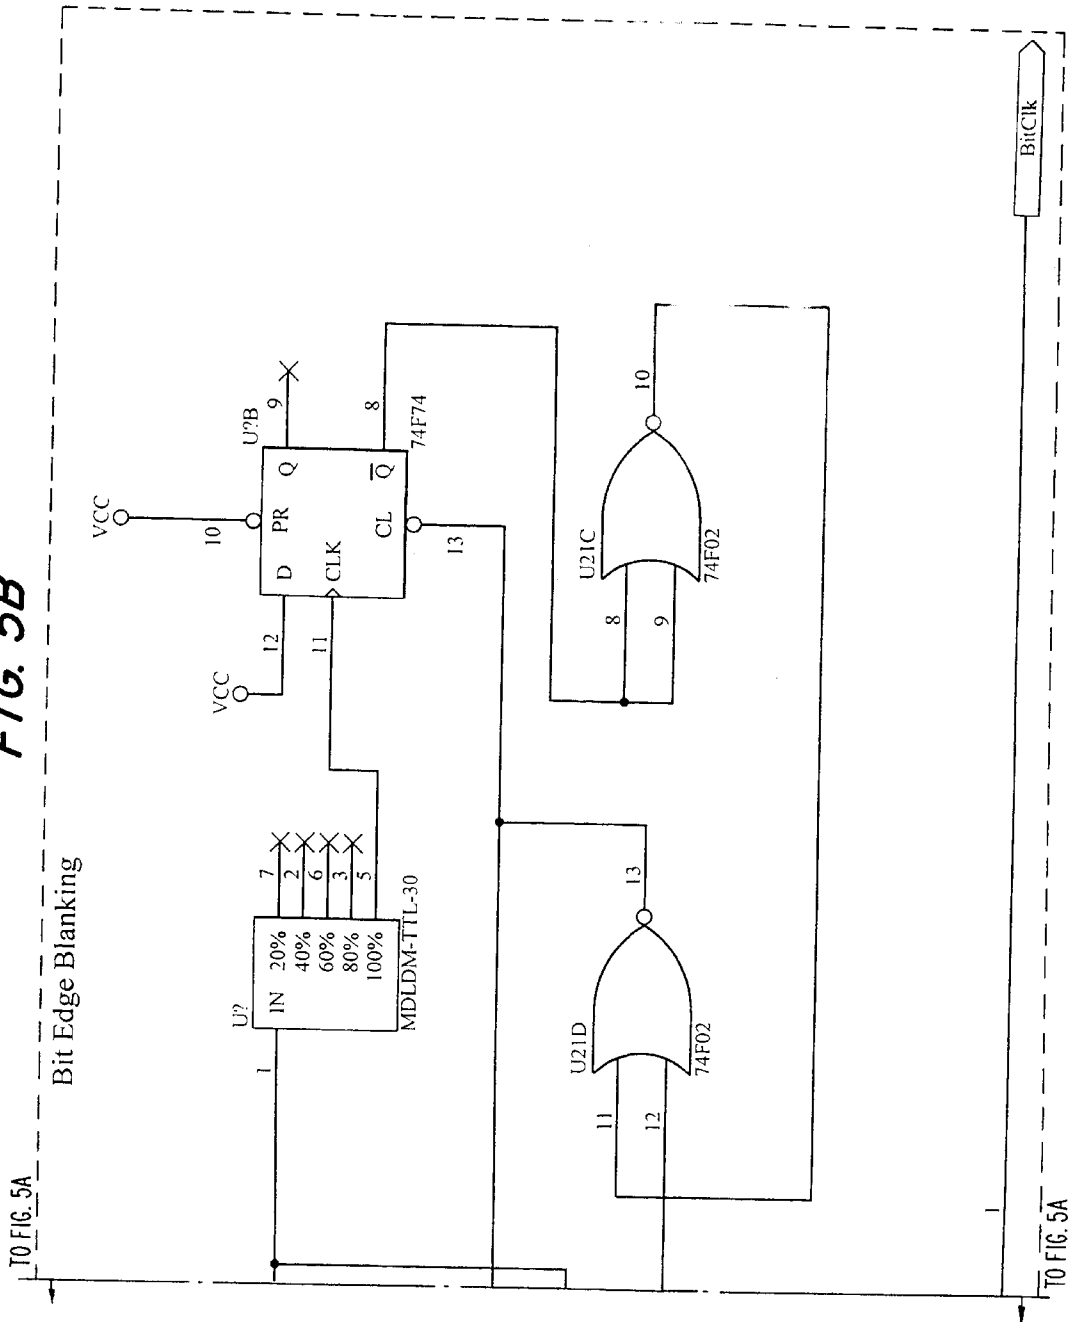 FIG. 5B
TO FIG. 5A
Bit Edge Blanking
VCC
10
U?B
9
VCC
12
D
PR
Q
11
CLK
CL
Q̅
8
13
74F74
U?
1
IN
20%
7
40%
2
60%
6
80%
3
100%
5
MDLDM-TTL-30
U21C
8
9
10
74F02
U21D
11
12
13
74F02
1
BitClk
TO FIG. 5A